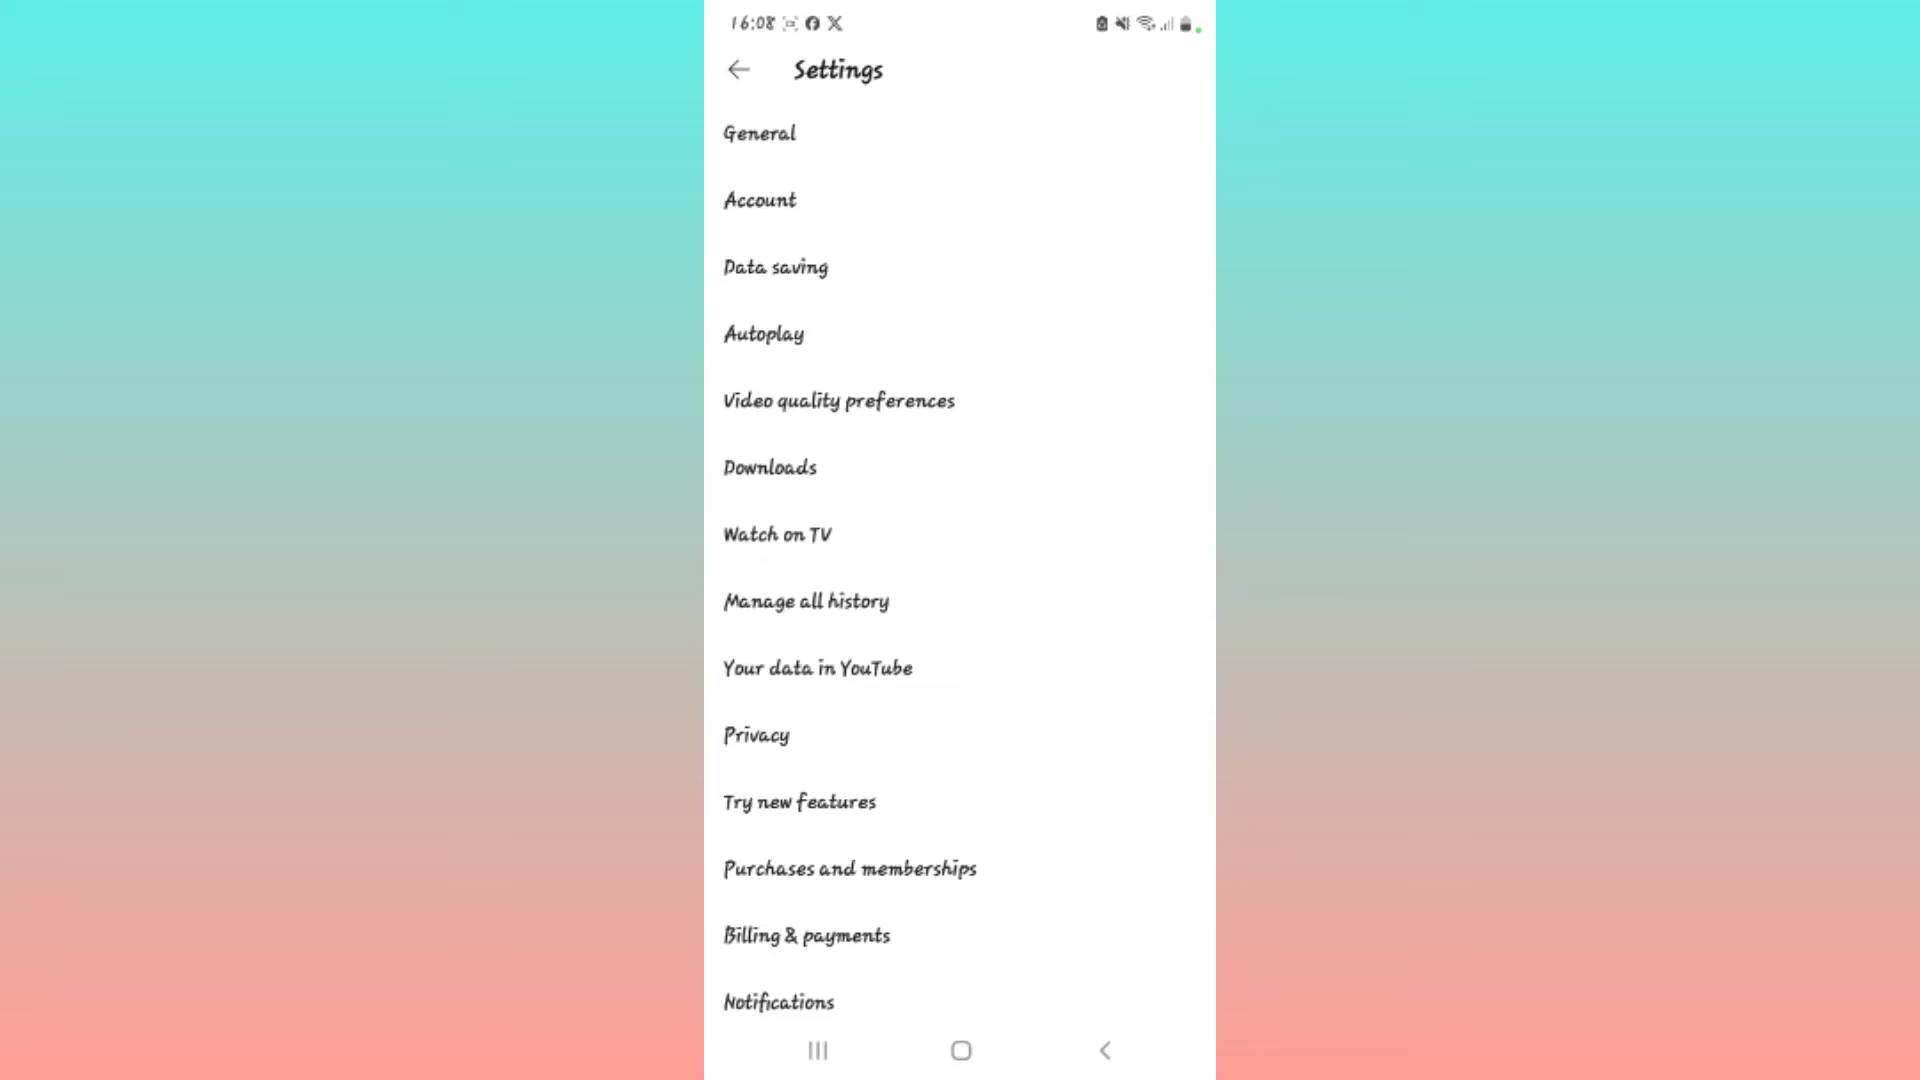 16:08
Settings
General
Account
Data saving
Autoplay
Video quality preferences
Downloads
Watch on TV
Manage all history
Your data in YouTube
Privacy
Try new features
Purchases and memberships
Billing & payments
Notifications